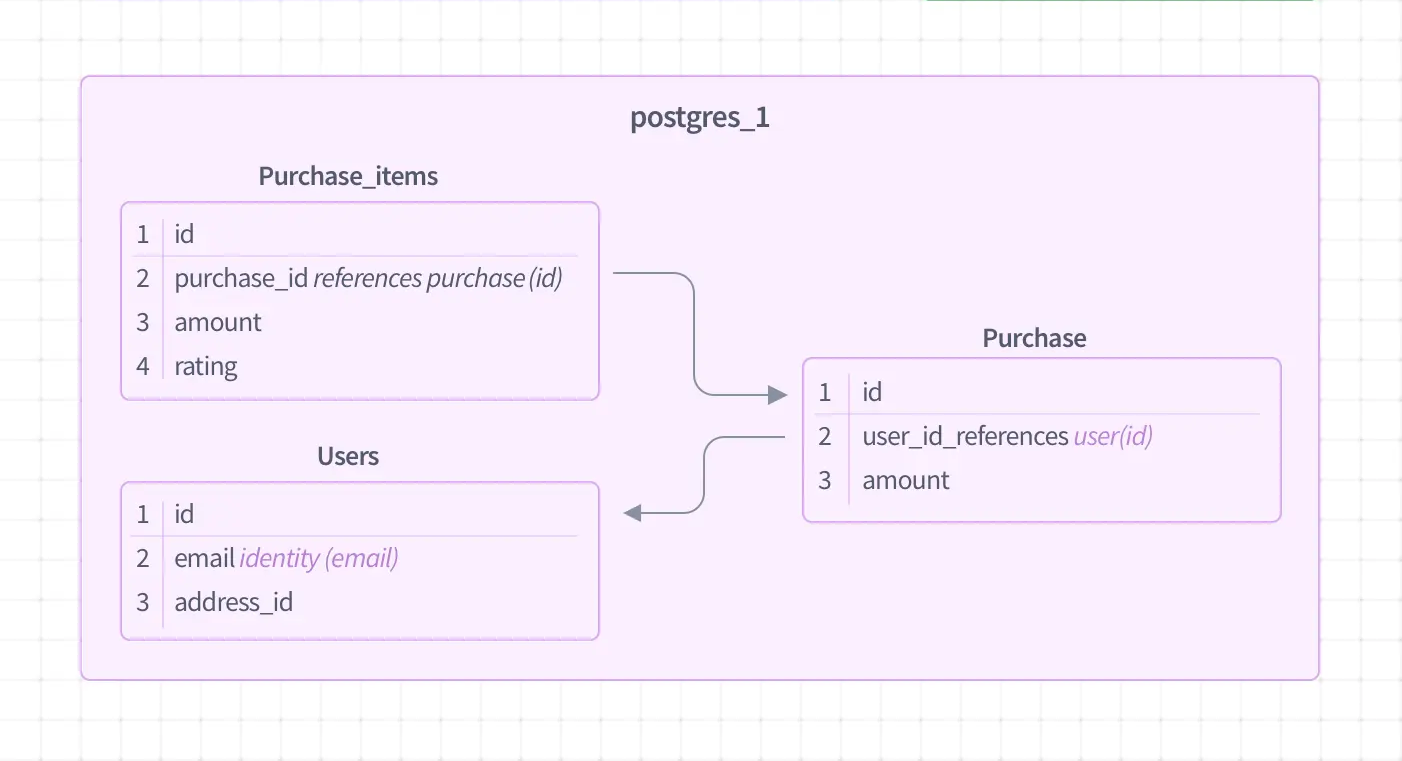 postgres_1
Purchase_items
1 id
2 purchase_id references purchase (id)
3 amount
4 rating
Purchase
1 id
2 user_id_references user(id)
3 amount
Users
1 id
2 email identity (email)
3 address_id